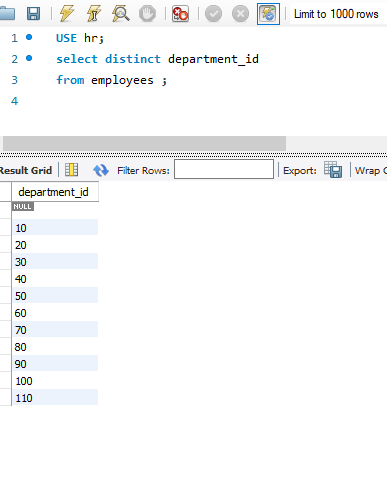 Limit to 1000 rows
1 USE hr;
2 select distinct department_id
3 from employees ;
4
Result Grid Filter Rows: Export: Wrap C
department_id
NULL
10
20
30
40
50
60
70
80
90
100
110